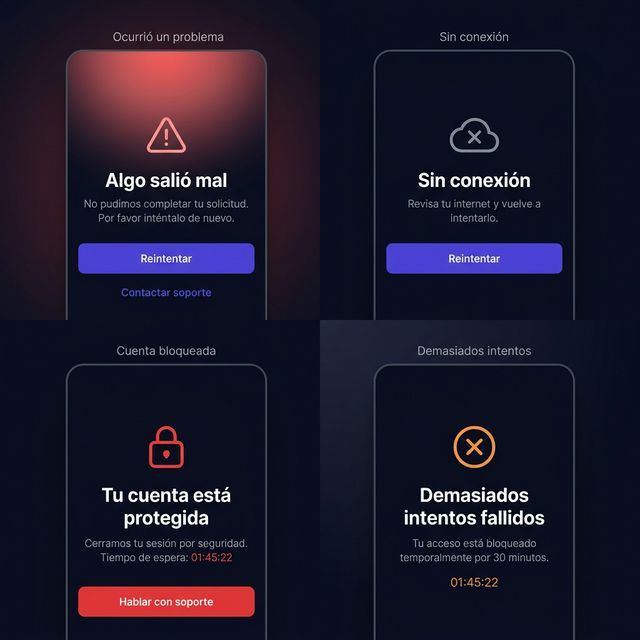 Ocurrió un problema
Algo salió mal
No pudimos completar tu solicitud.
Por favor inténtalo de nuevo.
Reintentar
Contactar soporte
Sin conexión
Sin conexión
Revisa tu internet y vuelve a
intentarlo.
Reintentar
Cuenta bloqueada
Tu cuenta está
protegida
Cerramos tu sesión por seguridad.
Tiempo de espera: 01:45:22
Hablar con soporte
Demasiados intentos
Demasiados
intentos fallidos
Tu acceso está bloqueado
temporalmente por 30 minutos.
01:45:22